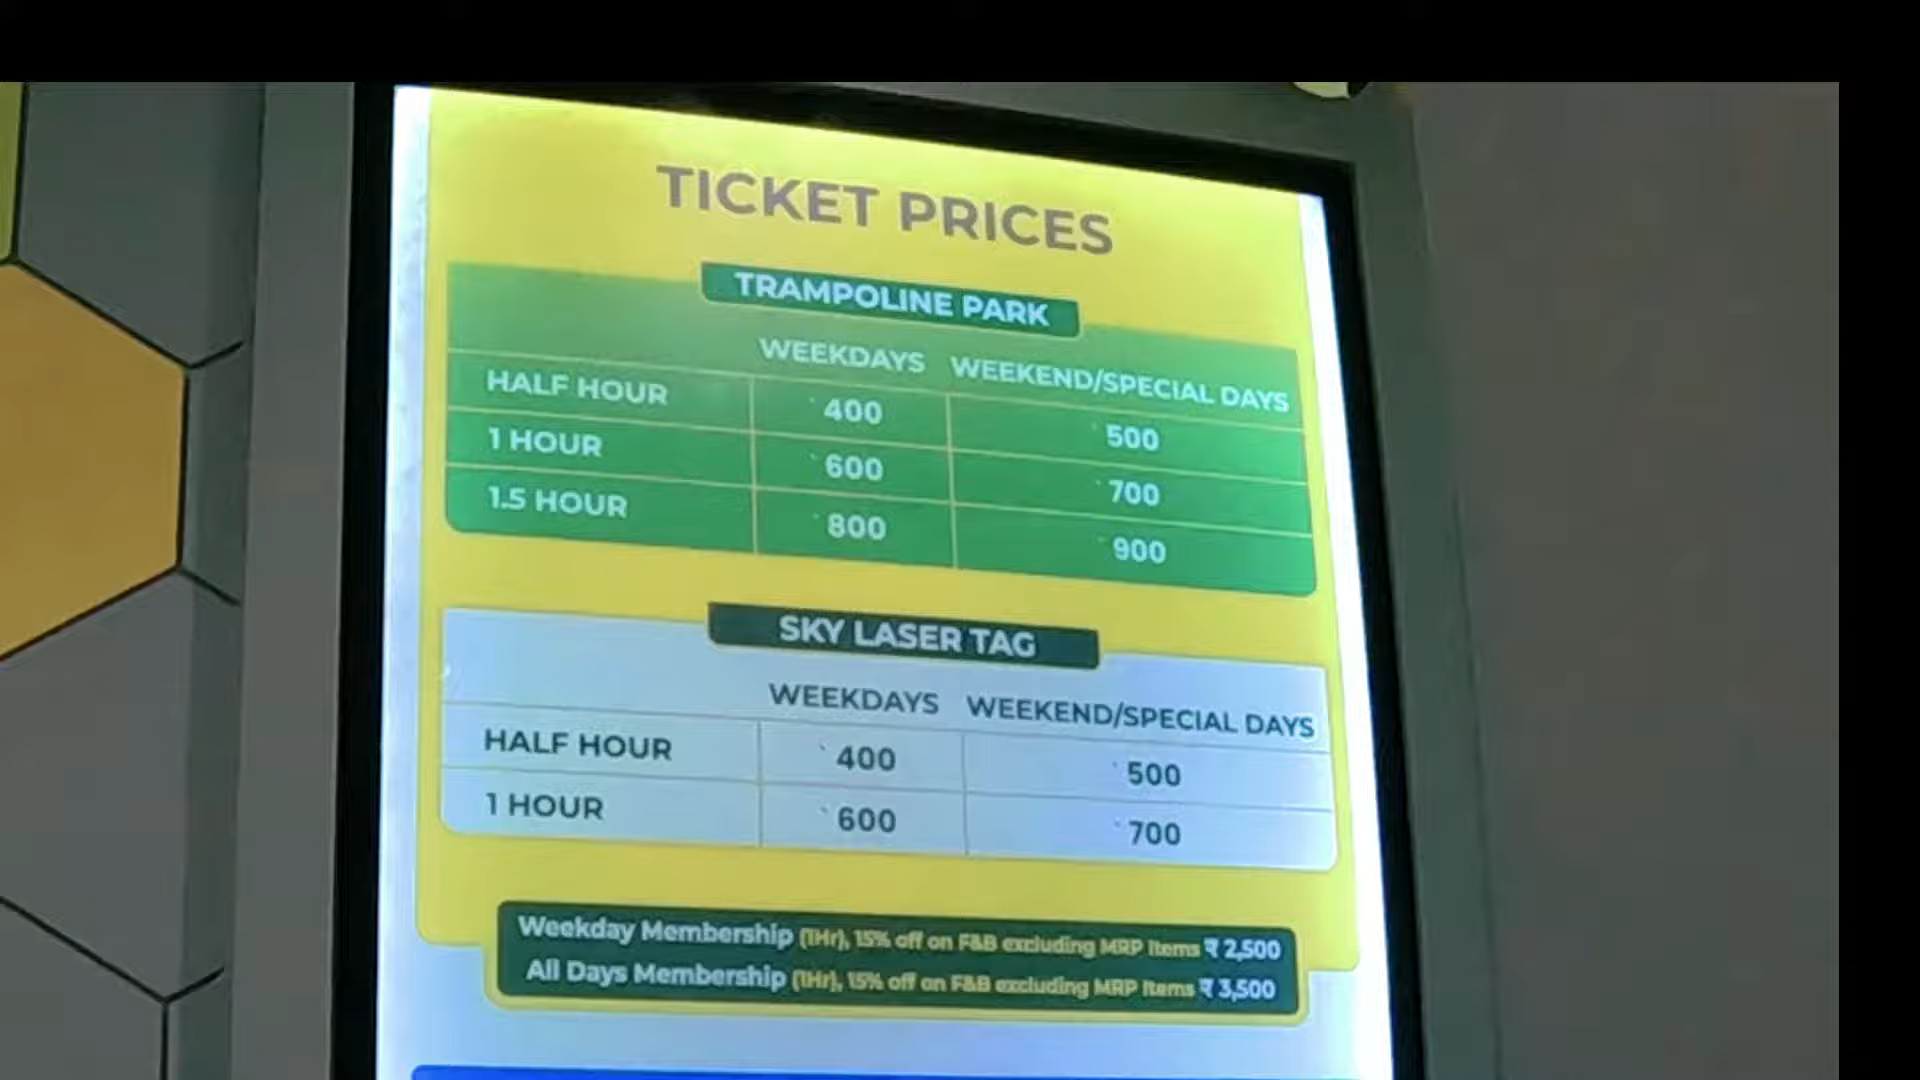 TICKET PRICES
TRAMPOLINE PARK
WEEKDAYS WEEKEND/SPECIAL DAYS
HALF HOUR 400 500
1 HOUR 600 700
1.5 HOUR 800 900
SKY LASER TAG
WEEKDAYS WEEKEND/SPECIAL DAYS
HALF HOUR 400 500
1 HOUR 600 700
Weekday Membership (1Hr), 15% off on F&B excluding MRP Items ₹ 2,500
All Days Membership (1Hr), 15% off on F&B excluding MRP Items ₹ 3,500